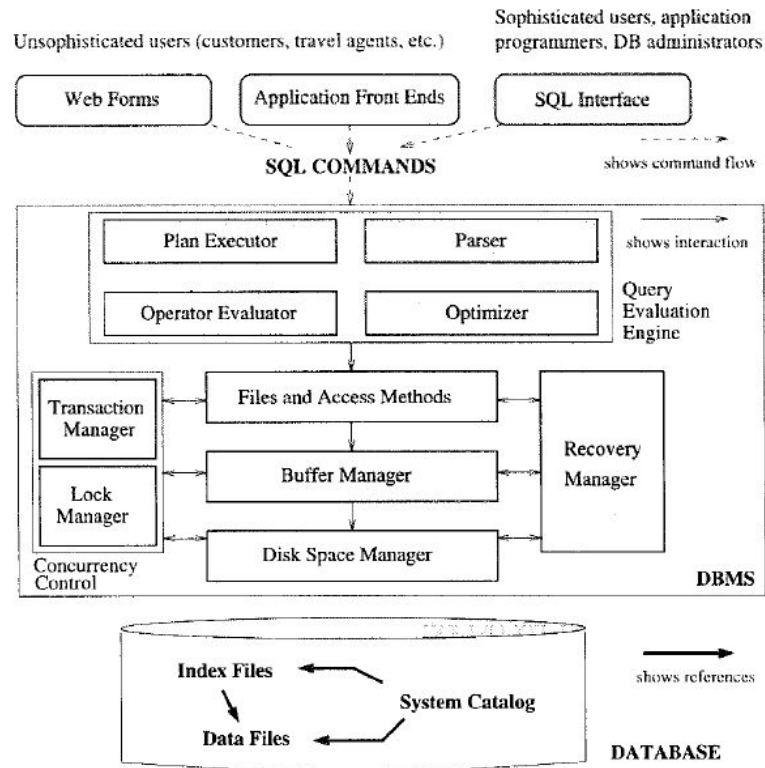 Unsophisticated users (customers, travel agents, etc.)
Sophisticated users, application
programmers, DB administrators
Web Forms
Application Front Ends
SQL Interface
SQL COMMANDS
shows command flow
Plan Executor
Parser
shows interaction
Operator Evaluator
Optimizer
Query
Evaluation
Engine
Transaction
Manager
Files and Access Methods
Recovery
Manager
Buffer Manager
Lock
Manager
Disk Space Manager
Concurrency
Control
DBMS
Index Files
shows references
System Catalog
Data Files
DATABASE